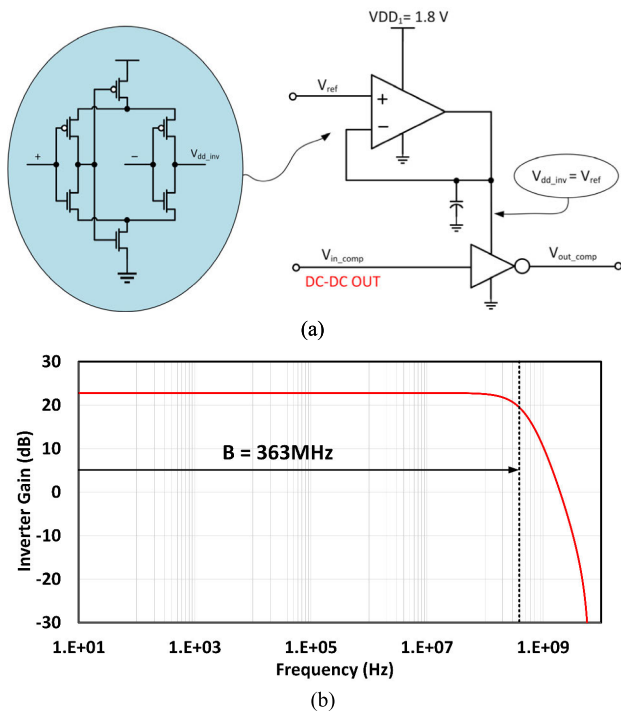 VDD₁= 1.8 V
V_ref
+
−
+
−
V_dd_inv
V_dd_inv = V_ref
V_in_comp
DC-DC OUT
V_out_comp
(a)
30
20
10
0
-10
-20
-30
Inverter Gain (dB)
B = 363MHz
1.E+01
1.E+03
1.E+05
1.E+07
1.E+09
Frequency (Hz)
(b)